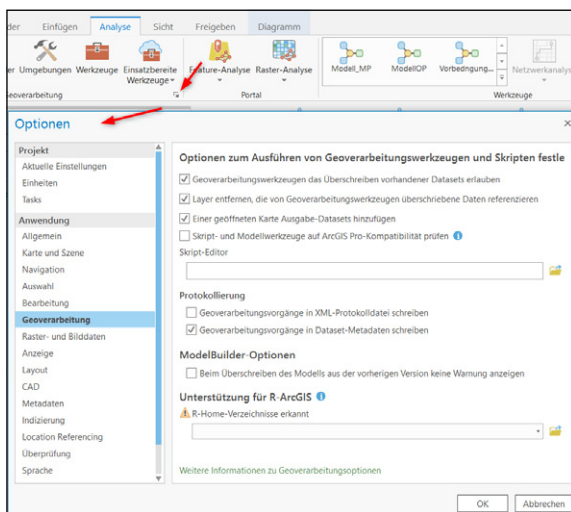 der Einfügen Analyse Sicht Freigeben Diagramm
er Umgebungen Werkzeuge Einsatzbereite Werkzeuge Feature-Analyse Raster-Analyse Modell_MP ModellOP Vorbedingung... Netzwerkanalys
Geoverarbeitung Portal Werkzeuge
Optionen
Projekt
Aktuelle Einstellungen
Einheiten
Tasks
Anwendung
Allgemein
Karte und Szene
Navigation
Auswahl
Bearbeitung
Geoverarbeitung
Raster- und Bilddaten
Anzeige
Layout
CAD
Metadaten
Indizierung
Location Referencing
Überprüfung
Sprache
Optionen zum Ausführen von Geoverarbeitungswerkzeugen und Skripten festle
Geoverarbeitungswerkzeugen das Überschreiben vorhandener Datasets erlauben
Layer entfernen, die von Geoverarbeitungswerkzeugen überschriebene Daten referenzieren
Einer geöffneten Karte Ausgabe-Datasets hinzufügen
Skript- und Modellwerkzeuge auf ArcGIS Pro-Kompatibilität prüfen
Skript-Editor
Protokollierung
Geoverarbeitungsvorgänge in XML-Protokolldatei schreiben
Geoverarbeitungsvorgänge in Dataset-Metadaten schreiben
ModelBuilder-Optionen
Beim Überschreiben des Modells aus der vorherigen Version keine Warnung anzeigen
Unterstützung für R-ArcGIS
R-Home-Verzeichnisse erkannt
Weitere Informationen zu Geoverarbeitungsoptionen
OK Abbrechen